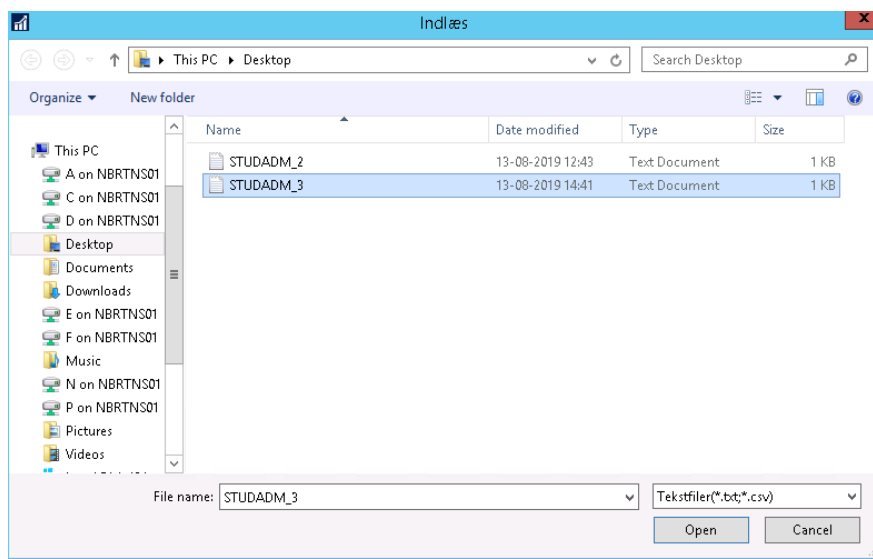 Indlæs
x
This PC Desktop
Search Desktop
Organize
New folder
Name
Date modified
Type
Size
This PC
A on NBRTNS01
C on NBRTNS01
D on NBRTNS01
Desktop
Documents
Downloads
E on NBRTNS01
F on NBRTNS01
Music
N on NBRTNS01
P on NBRTNS01
Pictures
Videos
STUDADM_2 13-08-2019 12:43 Text Document 1 KB
STUDADM_3 13-08-2019 14:41 Text Document 1 KB
File name: STUDADM_3
Tekstfiler(*.txt;*.csv)
Open
Cancel